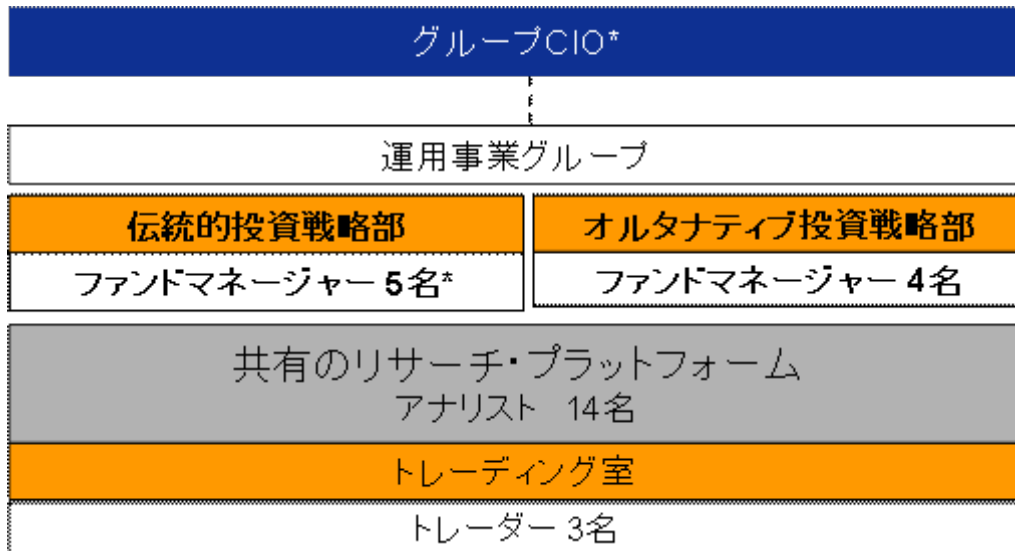 グループCIO*
運用事業グループ
伝統的投資戦略部
ファンドマネージャー 5名*
オルタナティブ投資戦略部
ファンドマネージャー 4名
共有のリサーチ・プラットフォーム
アナリスト 14名
トレーディング室
トレーダー 3名